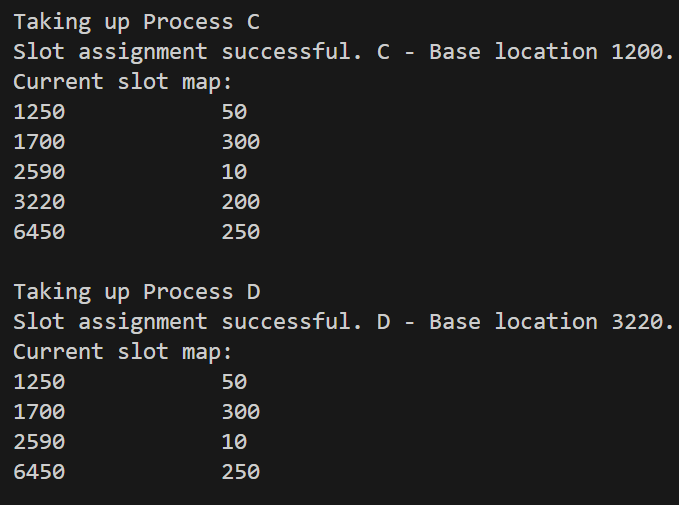 Taking up Process C
Slot assignment successful. C - Base location 1200.
Current slot map:
1250 50
1700 300
2590 10
3220 200
6450 250
Taking up Process D
Slot assignment successful. D - Base location 3220.
Current slot map:
1250 50
1700 300
2590 10
6450 250